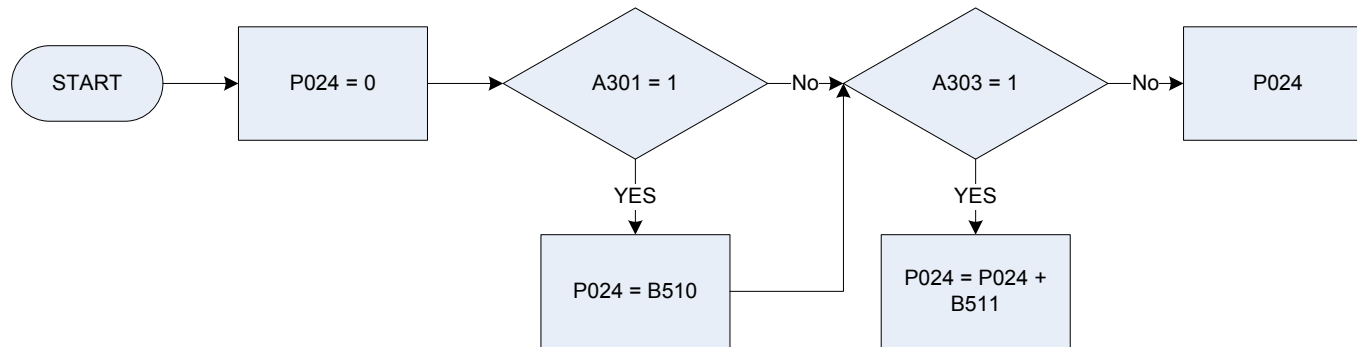 START
P024 = 0
A301 = 1
No
A303 = 1
No
P024
YES
YES
P024 = B510
P024 = P024 +
B511